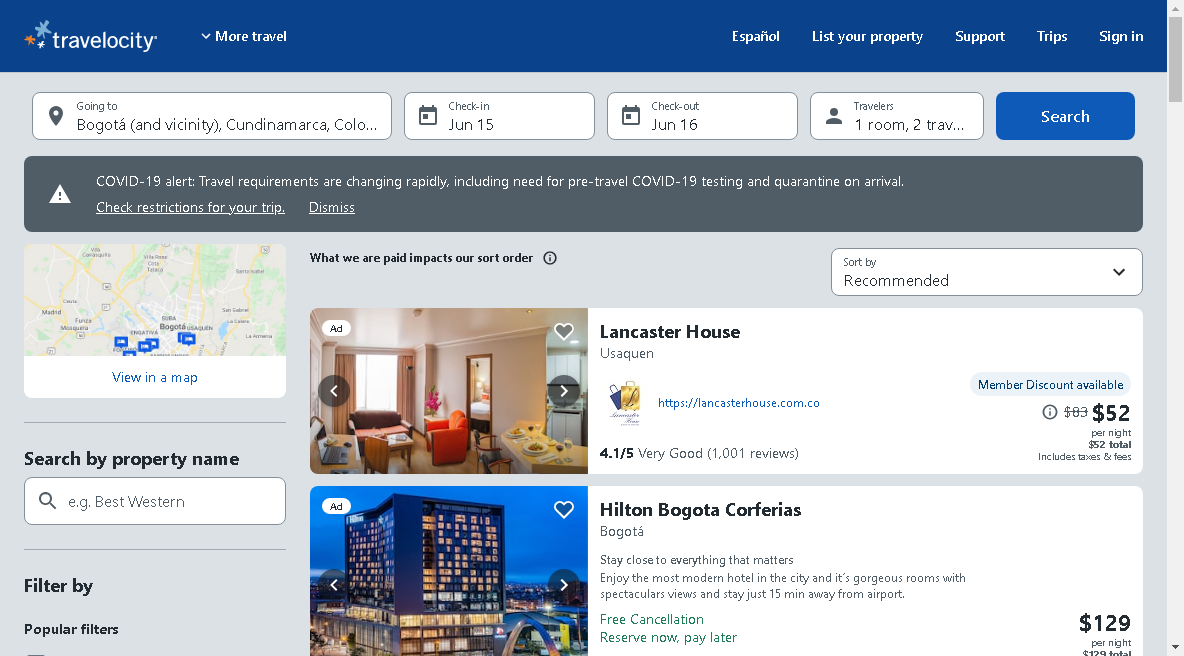 travelocity
More travel
Español
List your property
Support
Trips
Sign in
Going to
Bogotá (and vicinity), Cundinamarca, Colo...
Check-in
Jun 15
Check-out
Jun 16
Travelers
1 room, 2 trav...
Search
COVID-19 alert: Travel requirements are changing rapidly, including need for pre-travel COVID-19 testing and quarantine on arrival.
Check restrictions for your trip.
Dismiss
View in a map
Search by property name
e.g. Best Western
Filter by
Popular filters
What we are paid impacts our sort order
Sort by
Recommended
Ad
Lancaster House
Usaquen
https://lancasterhouse.com.co
4.1/5 Very Good (1,001 reviews)
Member Discount available
$83 $52
per night
$52 total
Includes taxes & fees
Ad
Hilton Bogota Corferias
Bogotá
Stay close to everything that matters
Enjoy the most modern hotel in the city and it´s gorgeous rooms with
spectaculars views and stay just 15 min away from airport.
Free Cancellation
Reserve now, pay later
$129
per night
$129 total